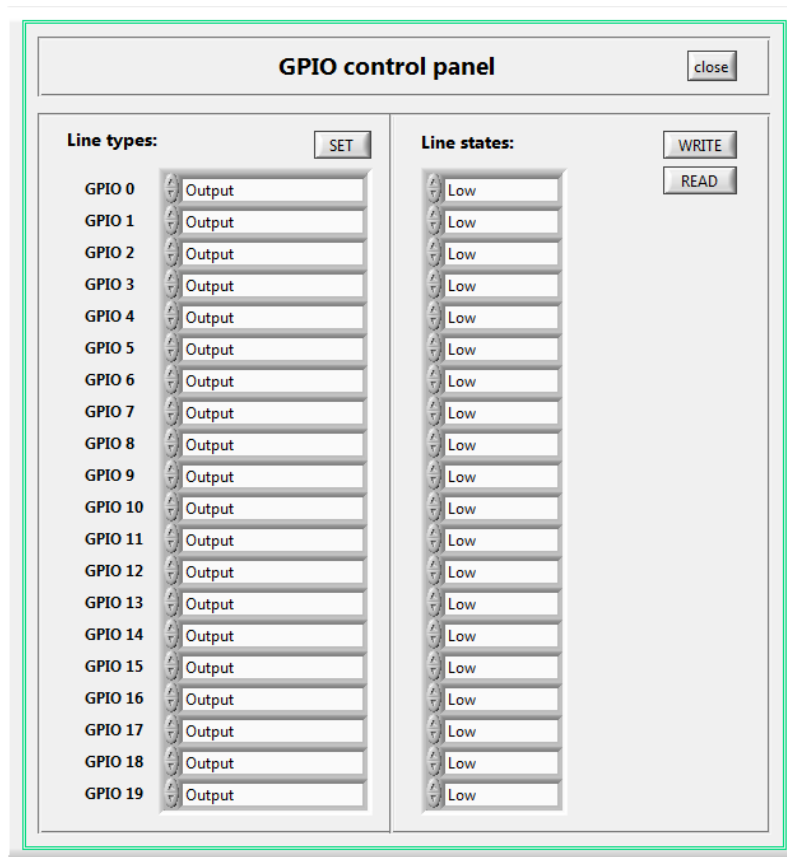 GPIO control panel close
Line types: SET Line states: WRITE
READ
GPIO 0 Output Low
GPIO 1 Output Low
GPIO 2 Output Low
GPIO 3 Output Low
GPIO 4 Output Low
GPIO 5 Output Low
GPIO 6 Output Low
GPIO 7 Output Low
GPIO 8 Output Low
GPIO 9 Output Low
GPIO 10 Output Low
GPIO 11 Output Low
GPIO 12 Output Low
GPIO 13 Output Low
GPIO 14 Output Low
GPIO 15 Output Low
GPIO 16 Output Low
GPIO 17 Output Low
GPIO 18 Output Low
GPIO 19 Output Low